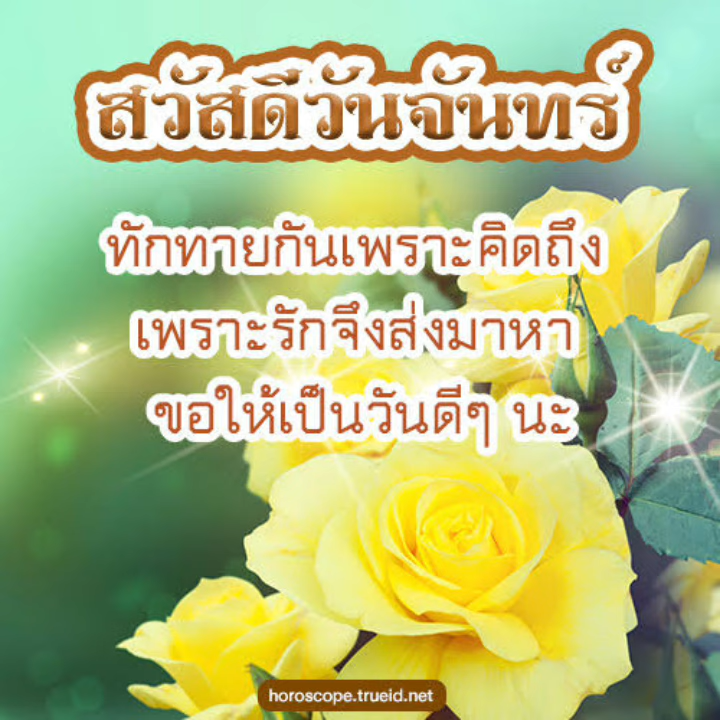 สวัสดีวันจันทร์
ทักทายกันเพราะคิดถึง
เพราะรักจึงส่งมาหา
ขอให้เป็นวันดีๆ นะ
horoscope.trueid.net